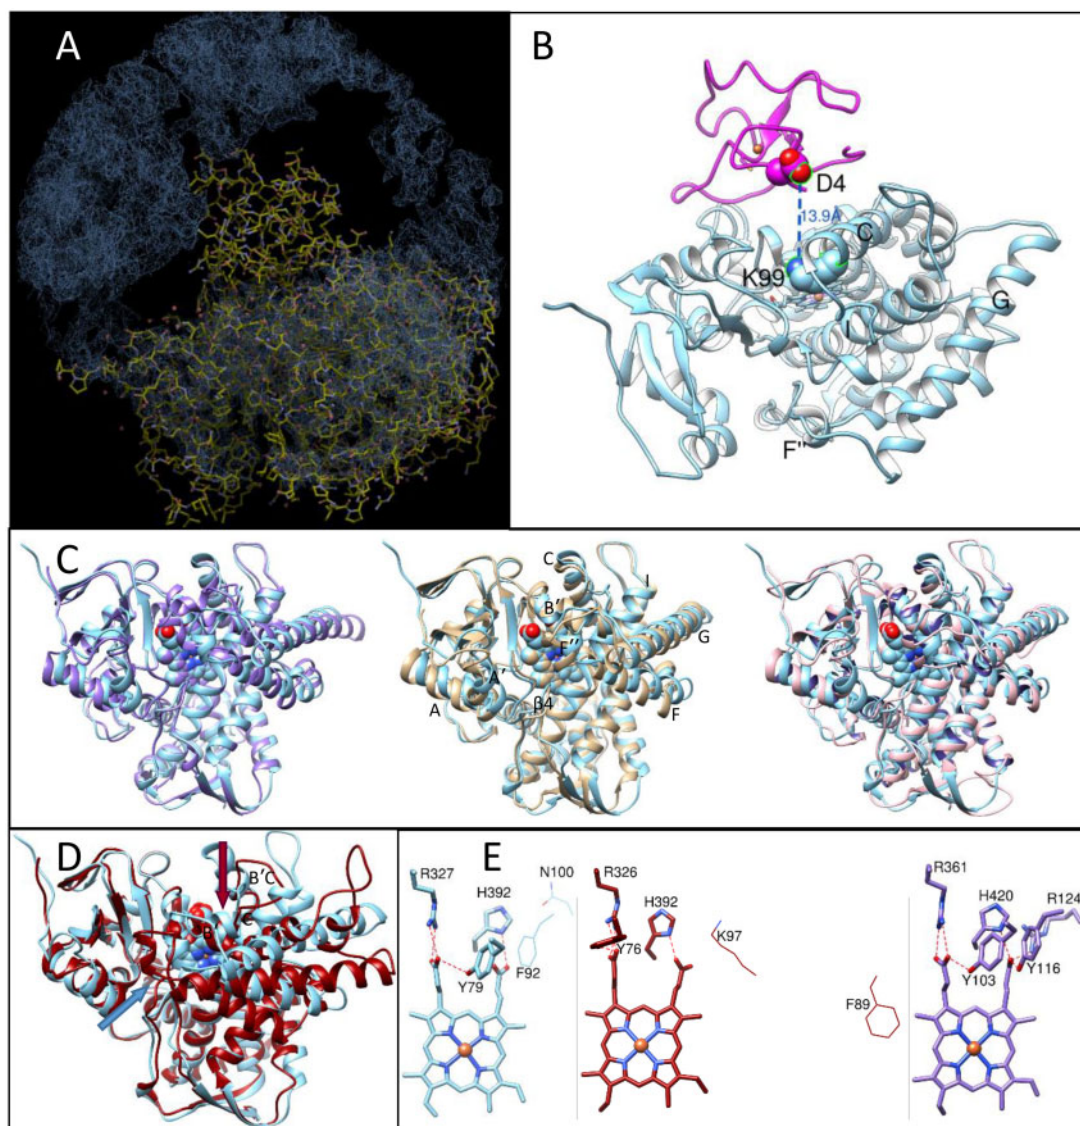 A
B
D4
13.9Å
C
K99
G
I
F''
C
C
I
B′
G
A′
A
β4
F
D
B′C
C
E
R327
N100
H392
F92
Y79
R326
H392
K97
Y76
F89
R361
H420
R124
Y103
Y116